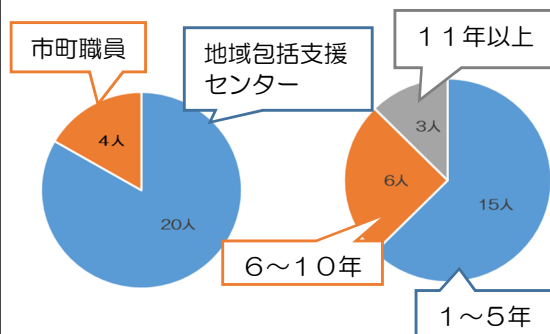 市町職員
地域包括支援
センター
4人
20人
11年以上
3人
6人
15人
6～10年
1～5年